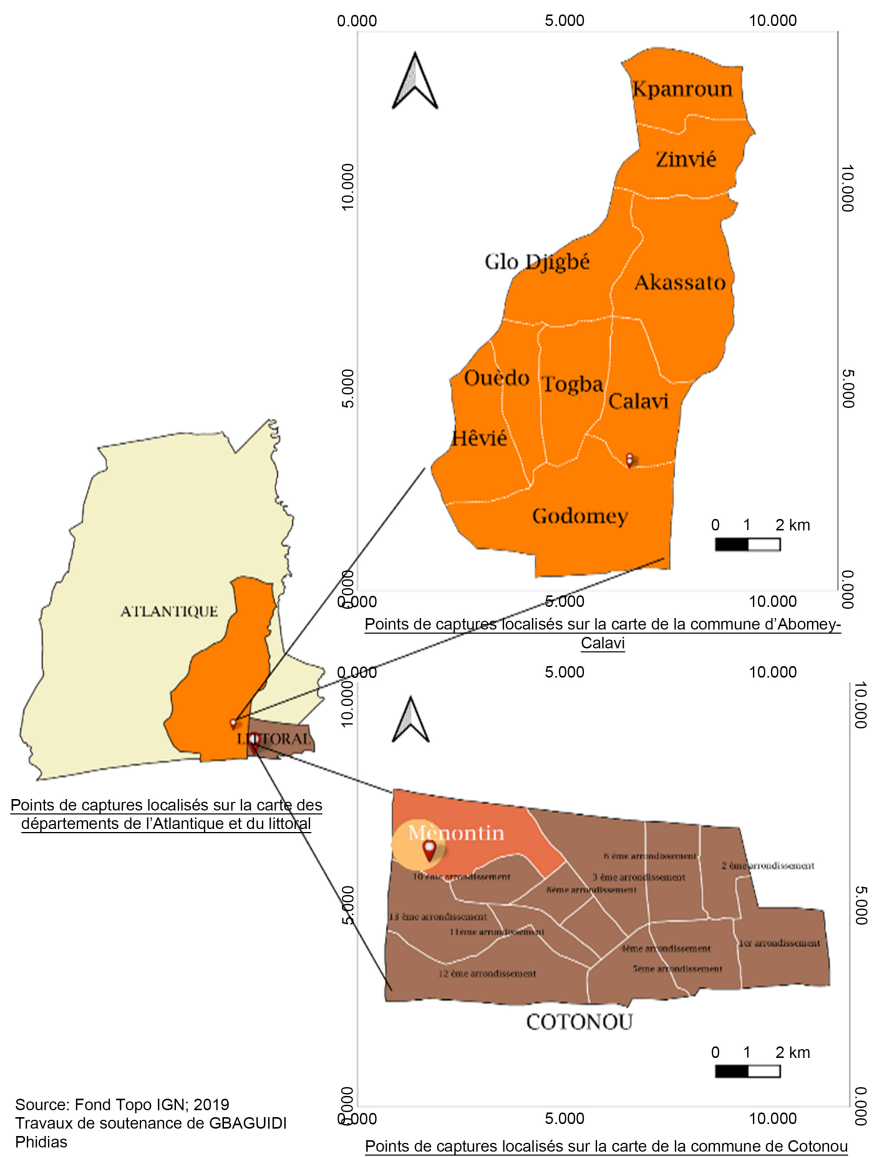 0.000 5.000 10.000
Kpanroun
Zinvié
10.000
10.000
Glo Djigbé
Akassato
5.000
5.000
Ouèdo
Togba
Calavi
Hêvié
Godomey
0 1 2 km
0.000
0.000
0.000 5.000 10.000
Points de captures localisés sur la carte de la commune d'Abomey-
Calavi
ATLANTIQUE
LITTORAL
Points de captures localisés sur la carte des
départements de l'Atlantique et du littoral
0.000 5.000 10.000
10.000
10.000
Mènontin
6 ème arrondissement
2 ème arrondissement
10 ème arrondissement
3 ème arrondissement
8ème arrondissement
5.000
5.000
13 ème arrondissement
11ème arrondissement
4ème arrondissement
1er arrondissement
12 ème arrondissement
5ème arrondissement
COTONOU
0 1 2 km
0.000
0.000
0.000 5.000 10.000
Points de captures localisés sur la carte de la commune de Cotonou
Source: Fond Topo IGN; 2019
Travaux de soutenance de GBAGUIDI
Phidias